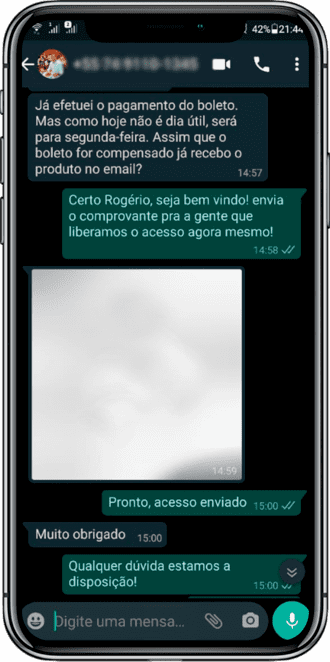 42% 21:44
Já efetuei o pagamento do boleto.
Mas como hoje não é dia útil, será
para segunda-feira. Assim que o
boleto for compensado já recebo o
produto no email?
14:57
Certo Rogério, seja bem vindo! envia
o comprovante pra a gente que
liberamos o acesso agora mesmo!
14:58
14:59
Pronto, acesso enviado 15:00
Muito obrigado 15:00
Qualquer dúvida estamos a
disposição!
15:00
Digite uma mensa...